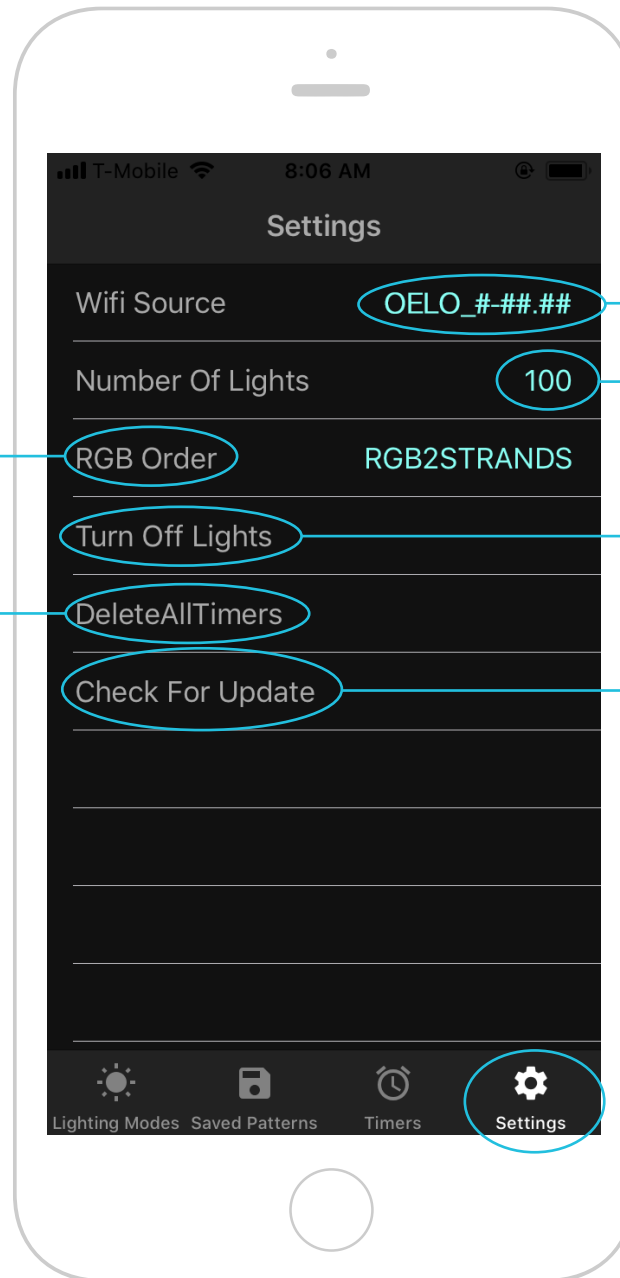 T-Mobile 8:06 AM
Settings
Wifi Source OELO_#-##.##
Number Of Lights 100
RGB Order RGB2STRANDS
Turn Off Lights
DeleteAllTimers
Check For Update
Lighting Modes Saved Patterns Timers Settings